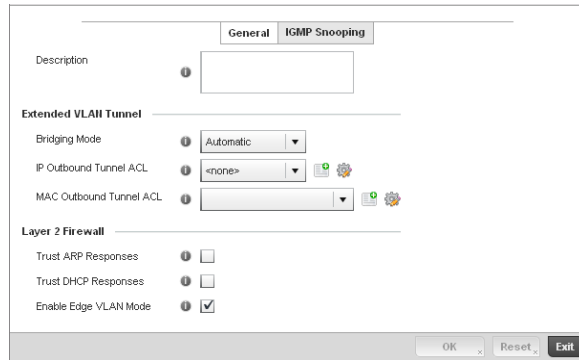 General IGMP Snooping
Description
Extended VLAN Tunnel
Bridging Mode Automatic
IP Outbound Tunnel ACL <none>
MAC Outbound Tunnel ACL
Layer 2 Firewall
Trust ARP Responses
Trust DHCP Responses
Enable Edge VLAN Mode
OK Reset Exit